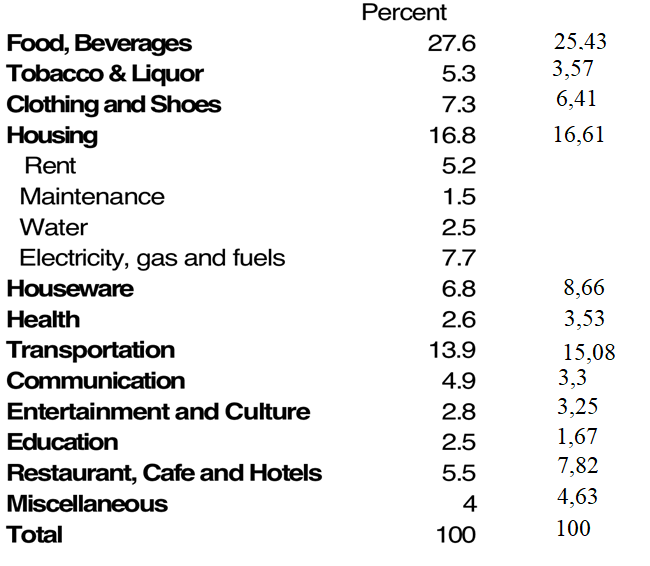 Percent
Food, Beverages 27.6 25.43
Tobacco & Liquor 5.3 3,57
Clothing and Shoes 7.3 6,41
Housing 16.8 16,61
Rent 5.2
Maintenance 1.5
Water 2.5
Electricity, gas and fuels 7.7
Houseware 6.8 8,66
Health 2.6 3,53
Transportation 13.9 15,08
Communication 4.9 3,3
Entertainment and Culture 2.8 3,25
Education 2.5 1,67
Restaurant, Cafe and Hotels 5.5 7,82
Miscellaneous 4 4,63
Total 100 100